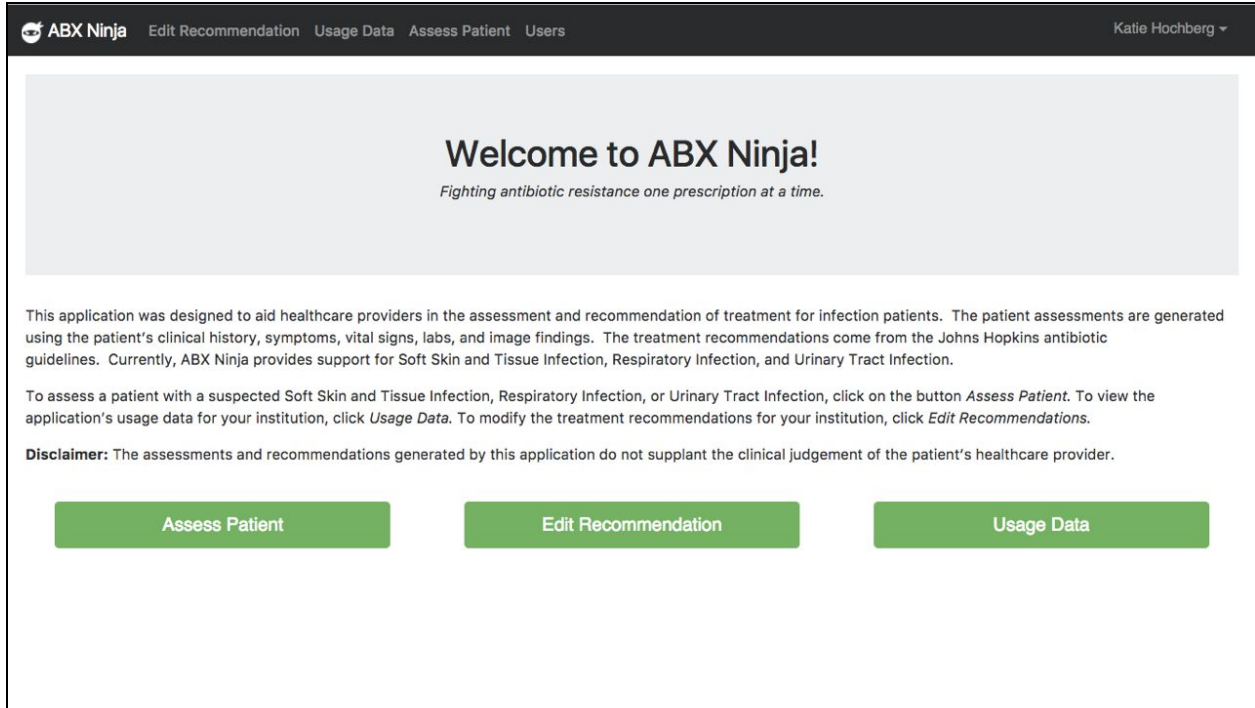 ABX Ninja Edit Recommendation Usage Data Assess Patient Users Katie Hochberg
Welcome to ABX Ninja!
Fighting antibiotic resistance one prescription at a time.
This application was designed to aid healthcare providers in the assessment and recommendation of treatment for infection patients. The patient assessments are generated
using the patient's clinical history, symptoms, vital signs, labs, and image findings. The treatment recommendations come from the Johns Hopkins antibiotic
guidelines. Currently, ABX Ninja provides support for Soft Skin and Tissue Infection, Respiratory Infection, and Urinary Tract Infection.
To assess a patient with a suspected Soft Skin and Tissue Infection, Respiratory Infection, or Urinary Tract Infection, click on the button Assess Patient. To view the
application's usage data for your institution, click Usage Data. To modify the treatment recommendations for your institution, click Edit Recommendations.
Disclaimer: The assessments and recommendations generated by this application do not supplant the clinical judgement of the patient's healthcare provider.
Assess Patient Edit Recommendation Usage Data